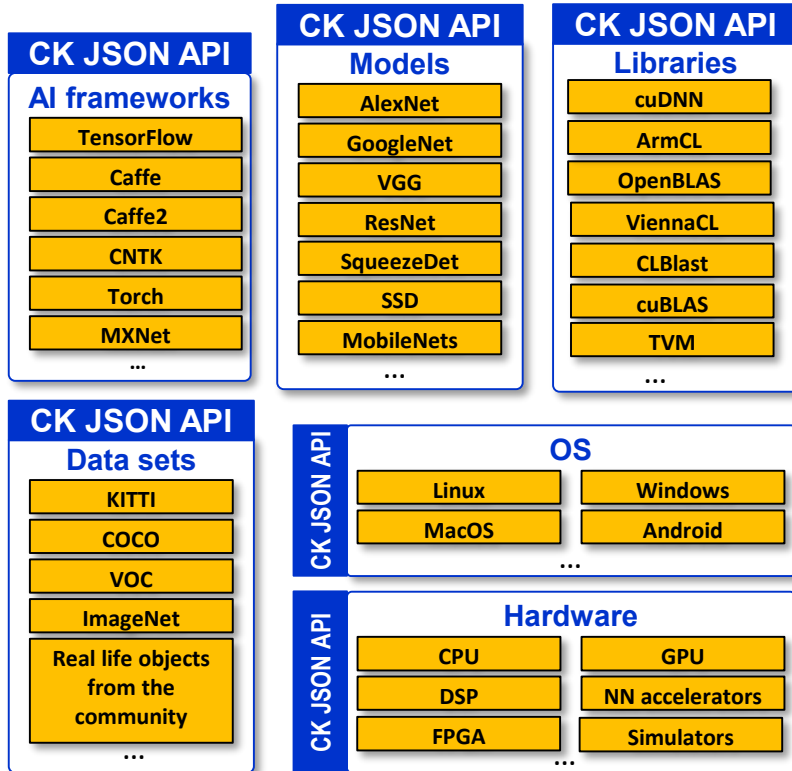 CK JSON API
AI frameworks
TensorFlow
Caffe
Caffe2
CNTK
Torch
MXNet
...
CK JSON API
Models
AlexNet
GoogleNet
VGG
ResNet
SqueezeDet
SSD
MobileNets
...
CK JSON API
Libraries
cuDNN
ArmCL
OpenBLAS
ViennaCL
CLBlast
cuBLAS
TVM
...
CK JSON API
Data sets
KITTI
COCO
VOC
ImageNet
Real life objects
from the
community
...
CK JSON API
OS
Linux
Windows
MacOS
Android
...
CK JSON API
Hardware
CPU
GPU
DSP
NN accelerators
FPGA
Simulators
...